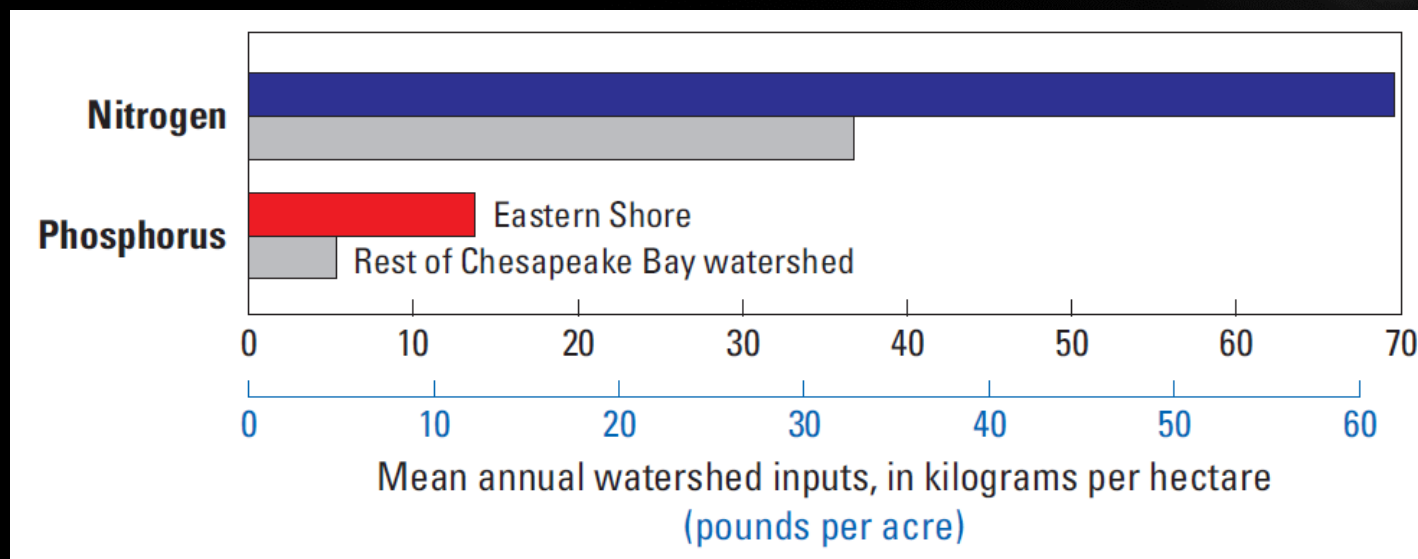 Nitrogen
Eastern Shore
Phosphorus
Rest of Chesapeake Bay watershed
0 10 20 30 40 50 60 70
0 10 20 30 40 50 60
Mean annual watershed inputs, in kilograms per hectare
(pounds per acre)